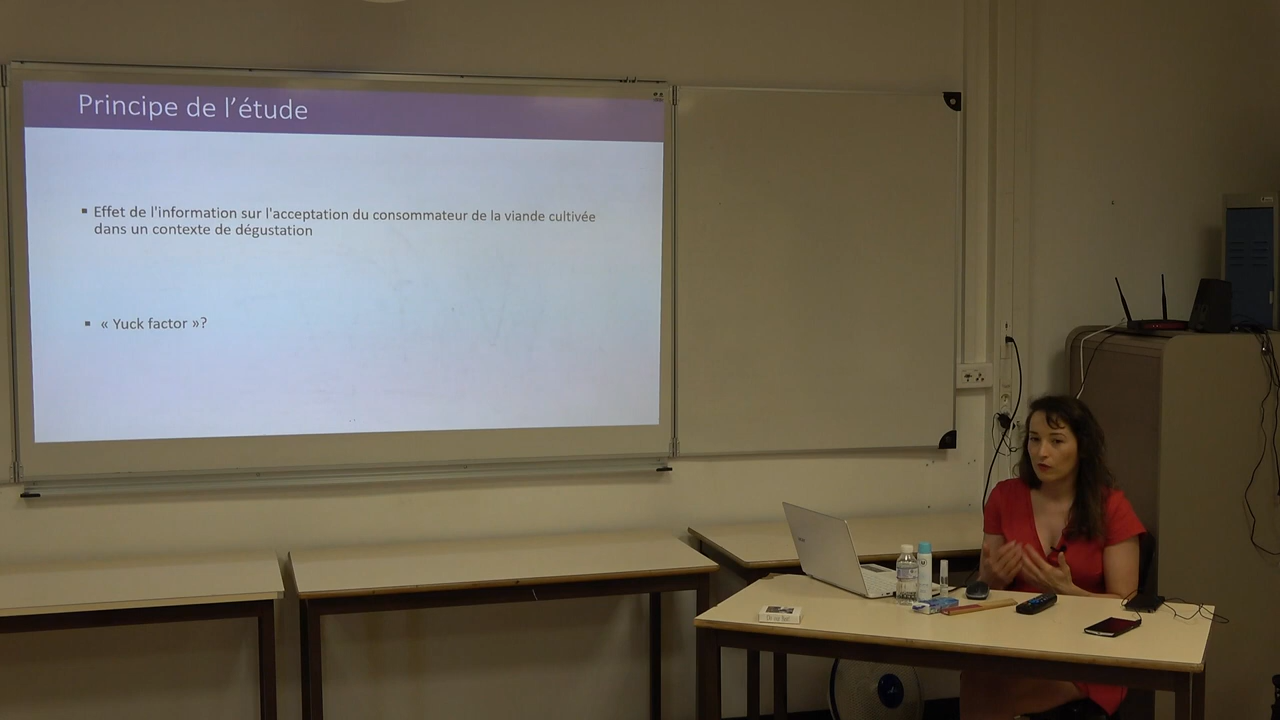 Principe de l'étude
▪ Effet de l'information sur l'acceptation du consommateur de la viande cultivée
dans un contexte de dégustation
▪ « Yuck factor »?